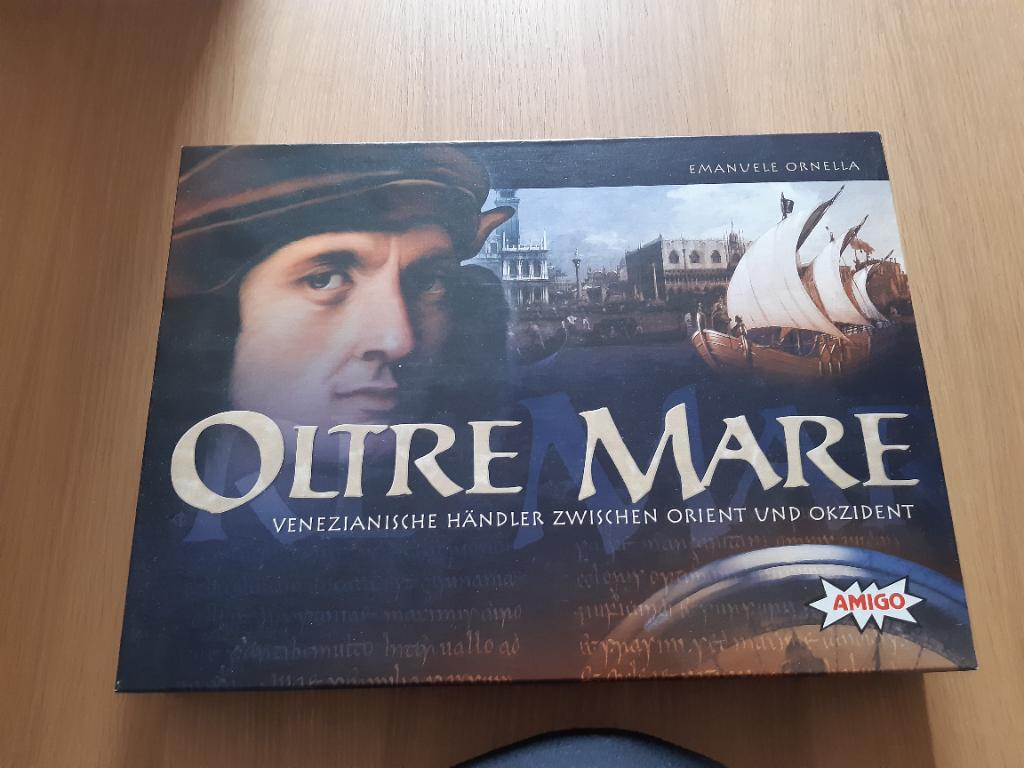 EMANUELE ORNELLA
OLTRE MARE
VENEZIANISCHE HÄNDLER ZWISCHEN ORIENT UND OKZIDENT
AMIGO